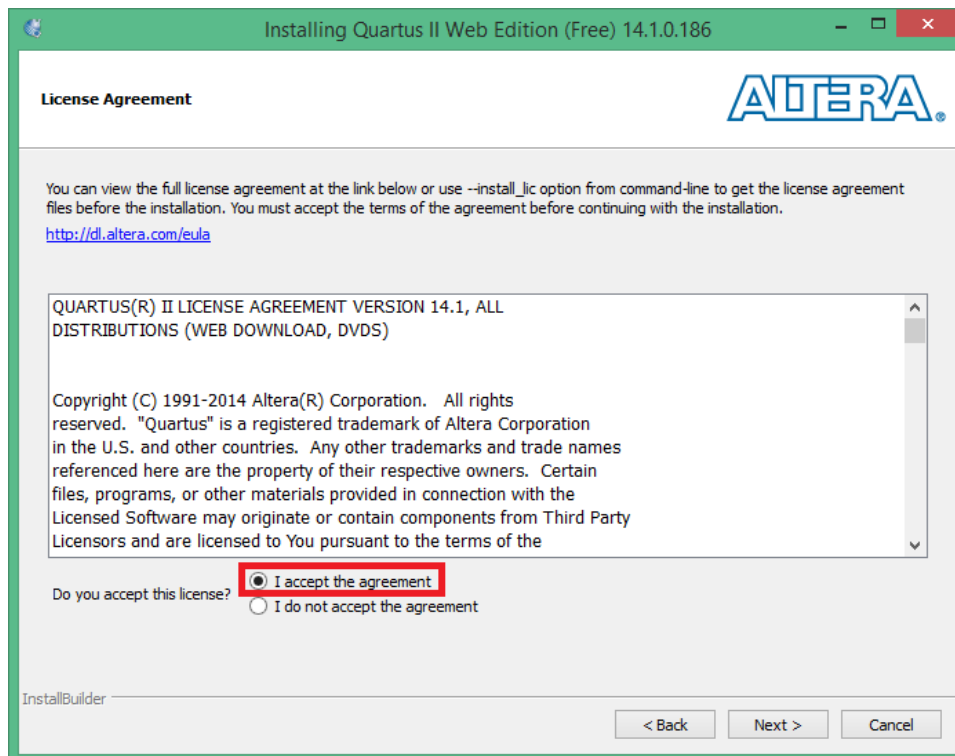 Installing Quartus II Web Edition (Free) 14.1.0.186
License Agreement
ALTERA®
You can view the full license agreement at the link below or use --install_lic option from command-line to get the license agreement
files before the installation. You must accept the terms of the agreement before continuing with the installation.
http://dl.altera.com/eula
QUARTUS(R) II LICENSE AGREEMENT VERSION 14.1, ALL
DISTRIBUTIONS (WEB DOWNLOAD, DVDS)
Copyright (C) 1991-2014 Altera(R) Corporation.   All rights
reserved.  "Quartus" is a registered trademark of Altera Corporation
in the U.S. and other countries.  Any other trademarks and trade names
referenced here are the property of their respective owners.  Certain
files, programs, or other materials provided in connection with the
Licensed Software may originate or contain components from Third Party
Licensors and are licensed to You pursuant to the terms of the
Do you accept this license?
I accept the agreement
I do not accept the agreement
InstallBuilder
< Back
Next >
Cancel